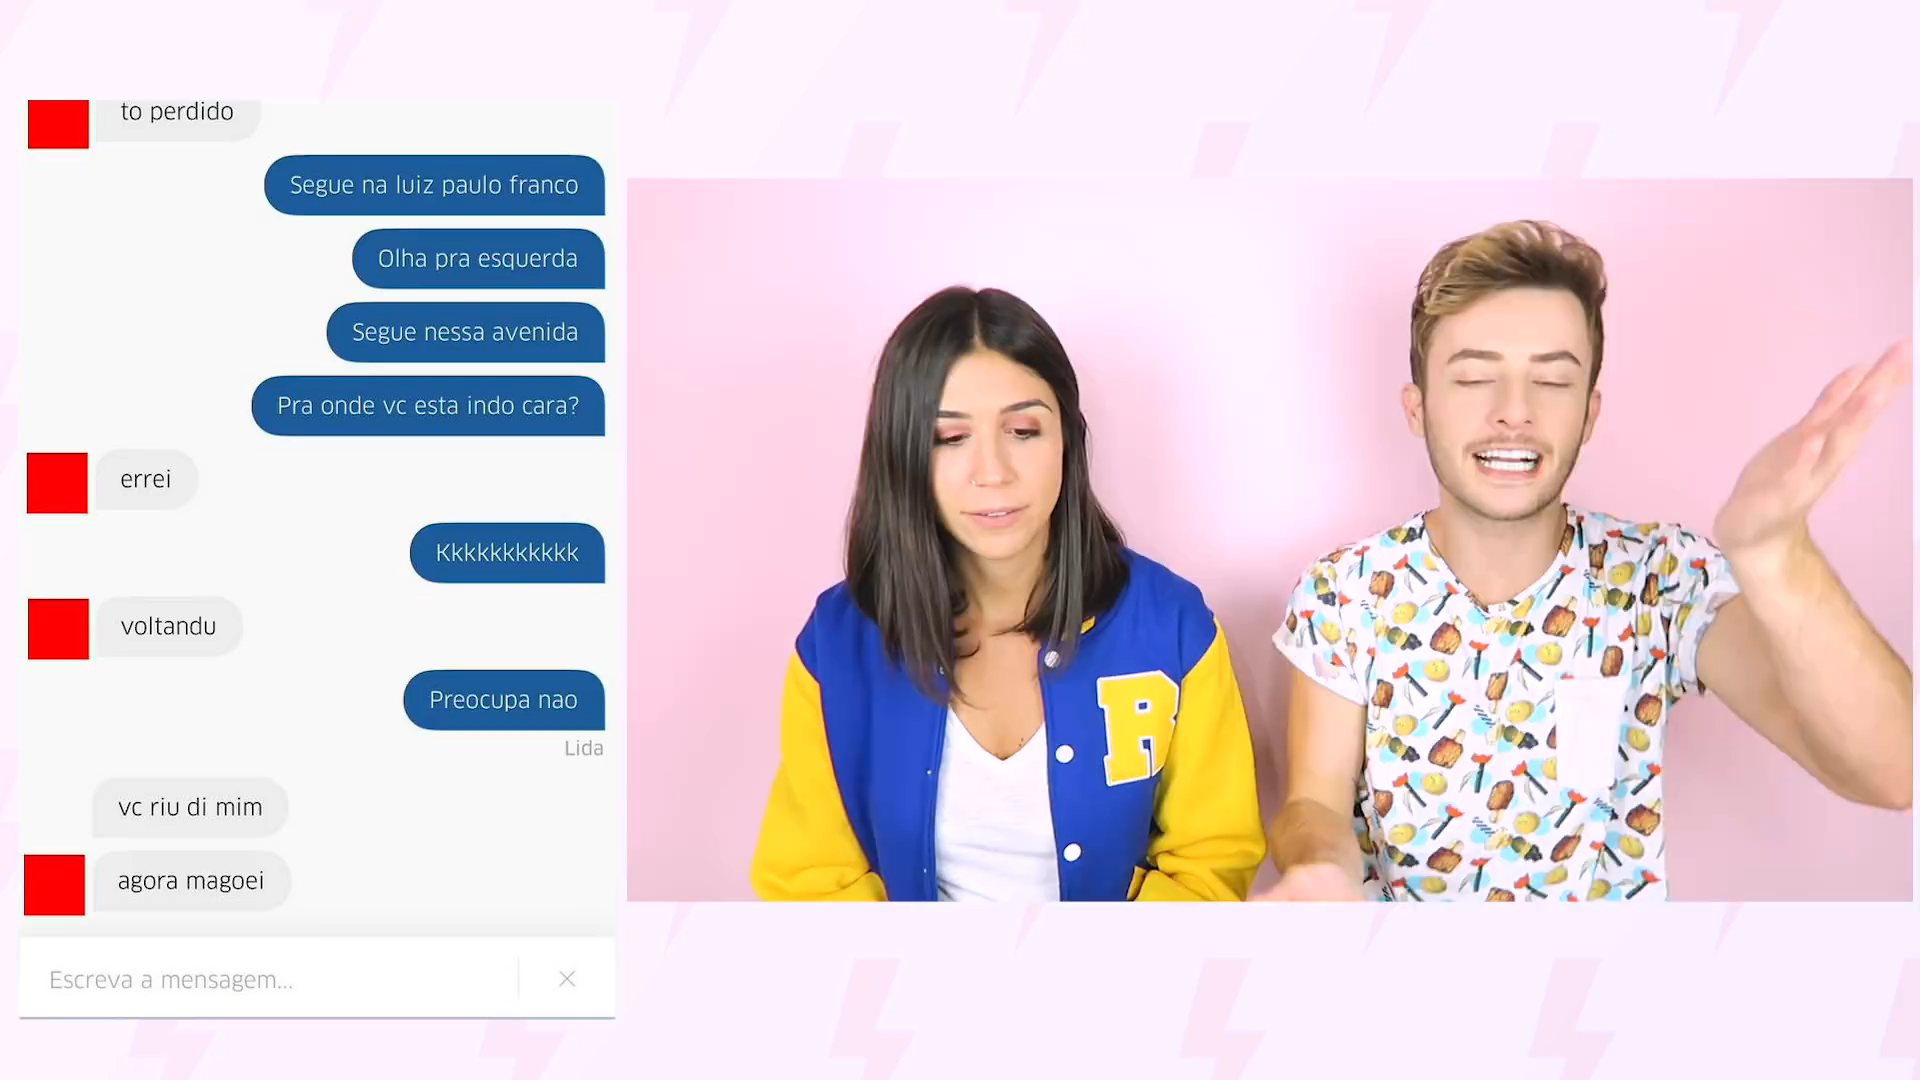 to perdido
Segue na luiz paulo franco
Olha pra esquerda
Segue nessa avenida
Pra onde vc esta indo cara?
errei
Kkkkkkkkkkk
voltandu
Preocupa nao
Lida
vc riu di mim
agora magoei
Escreva a mensagem...
R